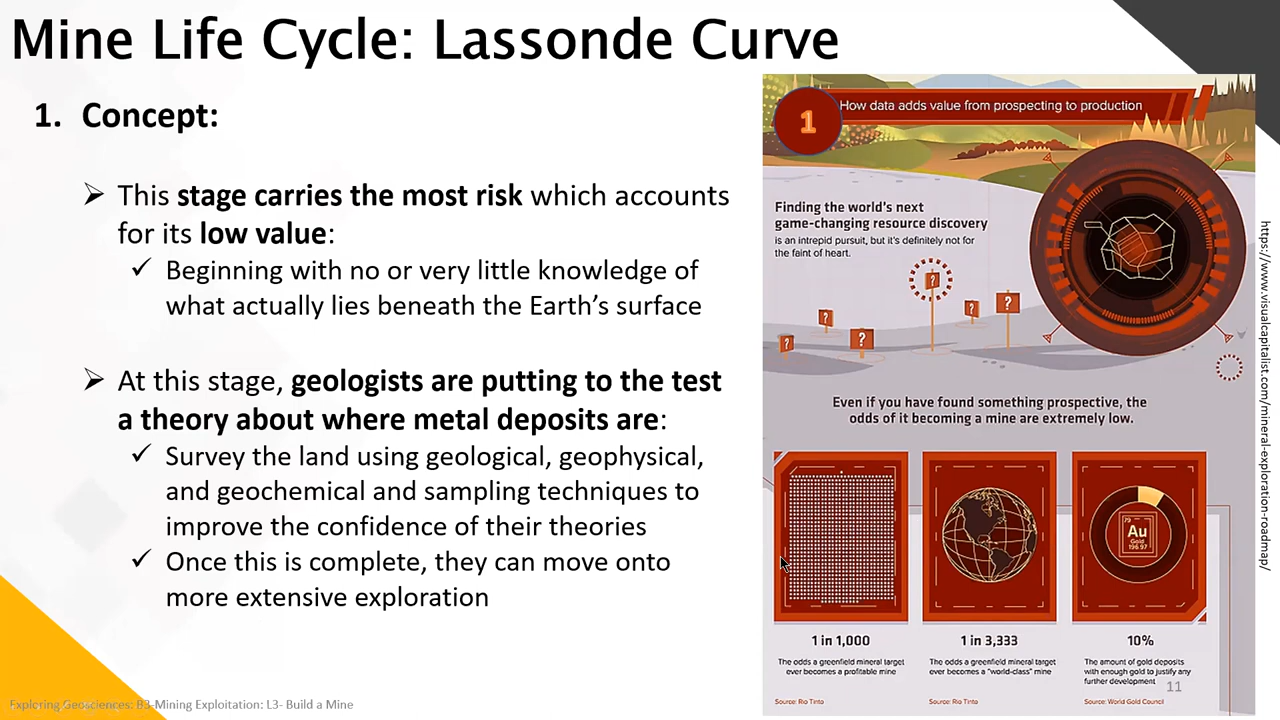 Mine Life Cycle: Lassonde Curve
1. Concept:
This stage carries the most risk which accounts
for its low value:
Beginning with no or very little knowledge of
what actually lies beneath the Earth's surface
At this stage, geologists are putting to the test
a theory about where metal deposits are:
Survey the land using geological, geophysical,
and geochemical and sampling techniques to
improve the confidence of their theories
Once this is complete, they can move onto
more extensive exploration
1
How data adds value from prospecting to production
Finding the world's next
game-changing resource discovery
is an intrepid pursuit, but it's definitely not for
the faint of heart.
?
?
?
?
?
Even if you have found something prospective, the
odds of it becoming a mine are extremely low.
79
Au
Gold
196.97
1 in 1,000
The odds a greenfield mineral target
ever becomes a profitable mine
Source: Rio Tinto
1 in 3,333
The odds a greenfield mineral target
ever becomes a "world-class" mine
Source: Rio Tinto
10%
The amount of gold deposits
with enough gold to justify any
further development
Source: World Gold Council
11
https://www.visualcapitalist.com/mineral-exploration-roadmap/
Exploring Geosciences: B3-Mining Exploitation: L3- Build a Mine